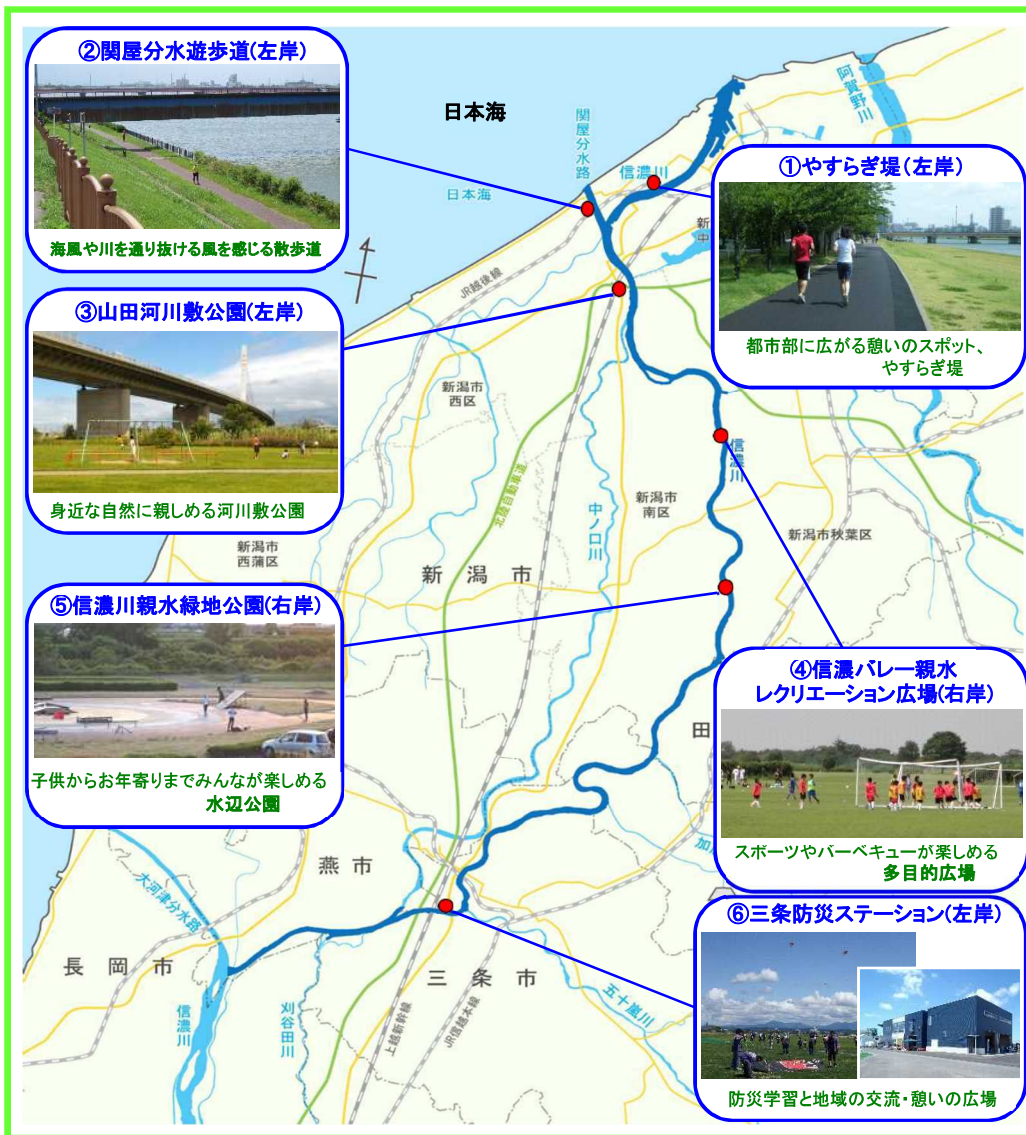 ②関屋分水遊歩道(左岸)
海風や川を通り抜ける風を感じる散歩道
日本海
日本海
関屋分水路
信濃川
阿賀野川
①やすらぎ堤(左岸)
都市部に広がる憩いのスポット、
やすらぎ堤
新潟
中
JR越後線
③山田河川敷公園(左岸)
身近な自然に親しめる河川敷公園
新潟市
西区
北陸自動車道
中ノ口川
信濃川
新潟市
南区
新潟市秋葉区
新潟市
西蒲区
新潟市
⑤信濃川親水緑地公園(右岸)
子供からお年寄りまでみんなが楽しめる
水辺公園
④信濃バレー親水
レクリエーション広場(右岸)
スポーツやバーベキューが楽しめる
多目的広場
田
加
燕市
大河津分水路
長岡市
信濃川
刈谷田川
三条市
上越新幹線
JR信越本線
五十嵐川
⑥三条防災ステーション(左岸)
防災学習と地域の交流・憩いの広場